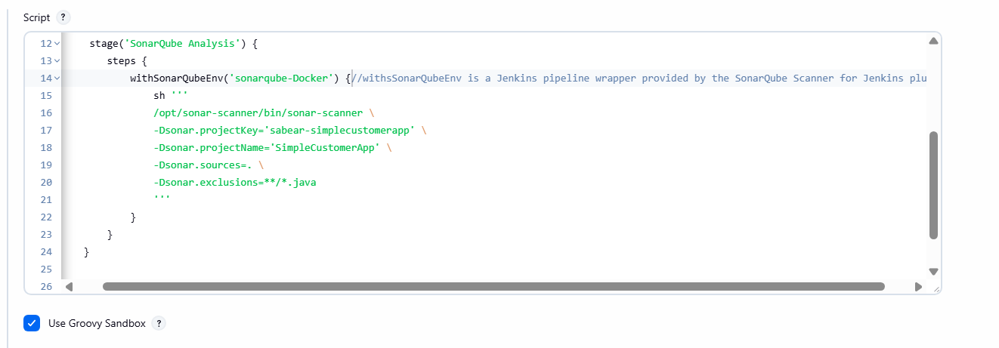 Script ?
12 stage('SonarQube Analysis') {
13 steps {
14 withSonarQubeEnv('sonarqube-Docker') {//withsSonarQubeEnv is a Jenkins pipeline wrapper provided by the SonarQube Scanner for Jenkins plu
15 sh '''
16 /opt/sonar-scanner/bin/sonar-scanner \
17 -Dsonar.projectKey='sabear-simplecustomerapp' \
18 -Dsonar.projectName='SimpleCustomerApp' \
19 -Dsonar.sources=. \
20 -Dsonar.exclusions=**/*.java
21 '''
22 }
23 }
24 }
25
26
Use Groovy Sandbox ?